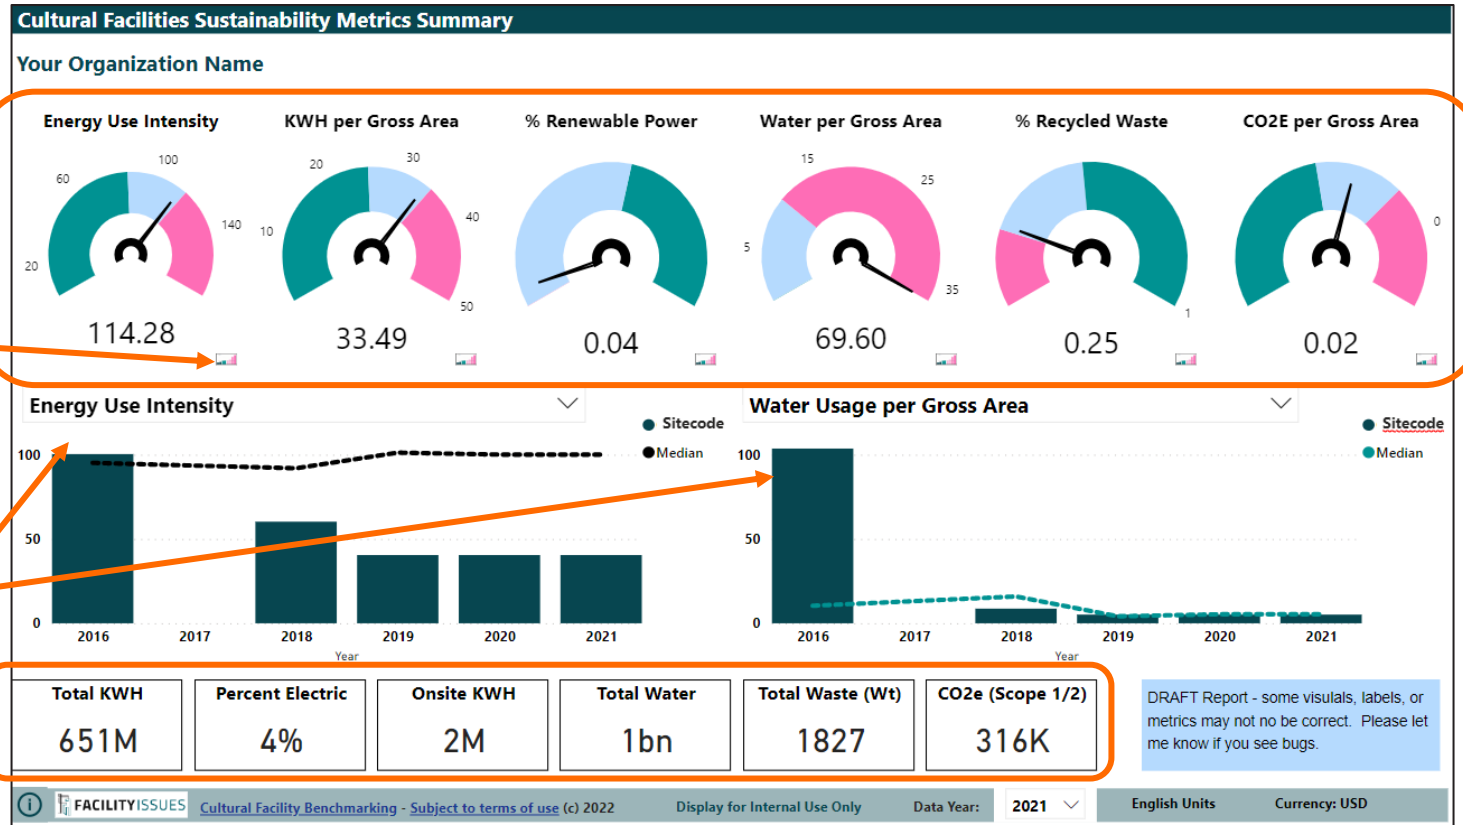 Cultural Facilities Sustainability Metrics Summary
Your Organization Name
Energy Use Intensity
KWH per Gross Area
% Renewable Power
Water per Gross Area
% Recycled Waste
CO2E per Gross Area
20
60
100
140
114.28
10
20
30
40
50
33.49
0.04
5
15
25
35
69.60
1
0.25
0
0.02
Energy Use Intensity
Sitecode
Median
100
50
0
2016 2017 2018 2019 2020 2021
Year
Water Usage per Gross Area
Sitecode
Median
100
50
0
2016 2017 2018 2019 2020 2021
Year
Total KWH
651M
Percent Electric
4%
Onsite KWH
2M
Total Water
1bn
Total Waste (Wt)
1827
CO2e (Scope 1/2)
316K
DRAFT Report - some visulals, labels, or
metrics may not no be correct. Please let
me know if you see bugs.
FACILITYISSUES
Cultural Facility Benchmarking - Subject to terms of use (c) 2022
Display for Internal Use Only
Data Year:
2021
English Units
Currency: USD